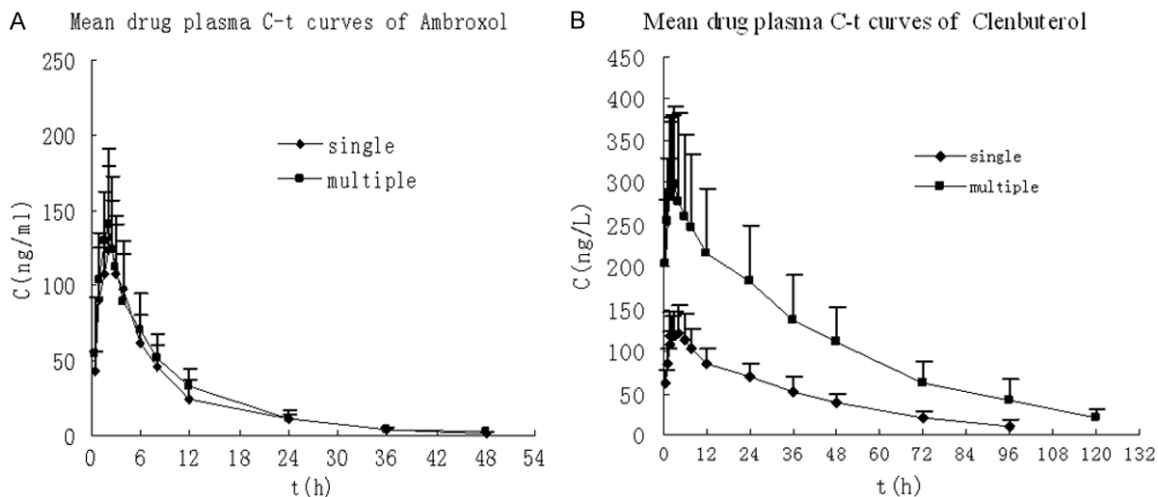 A Mean drug plasma C-t curves of Ambroxol
250
200
150
100
50
0
C(ng/ml)
single
multiple
0 6 12 18 24 30 36 42 48 54
t(h)
B Mean drug plasma C-t curves of Clenbuterol
450
400
350
300
250
200
150
100
50
0
C(ng/L)
single
multiple
0 12 24 36 48 60 72 84 96 108 120 132
t(h)